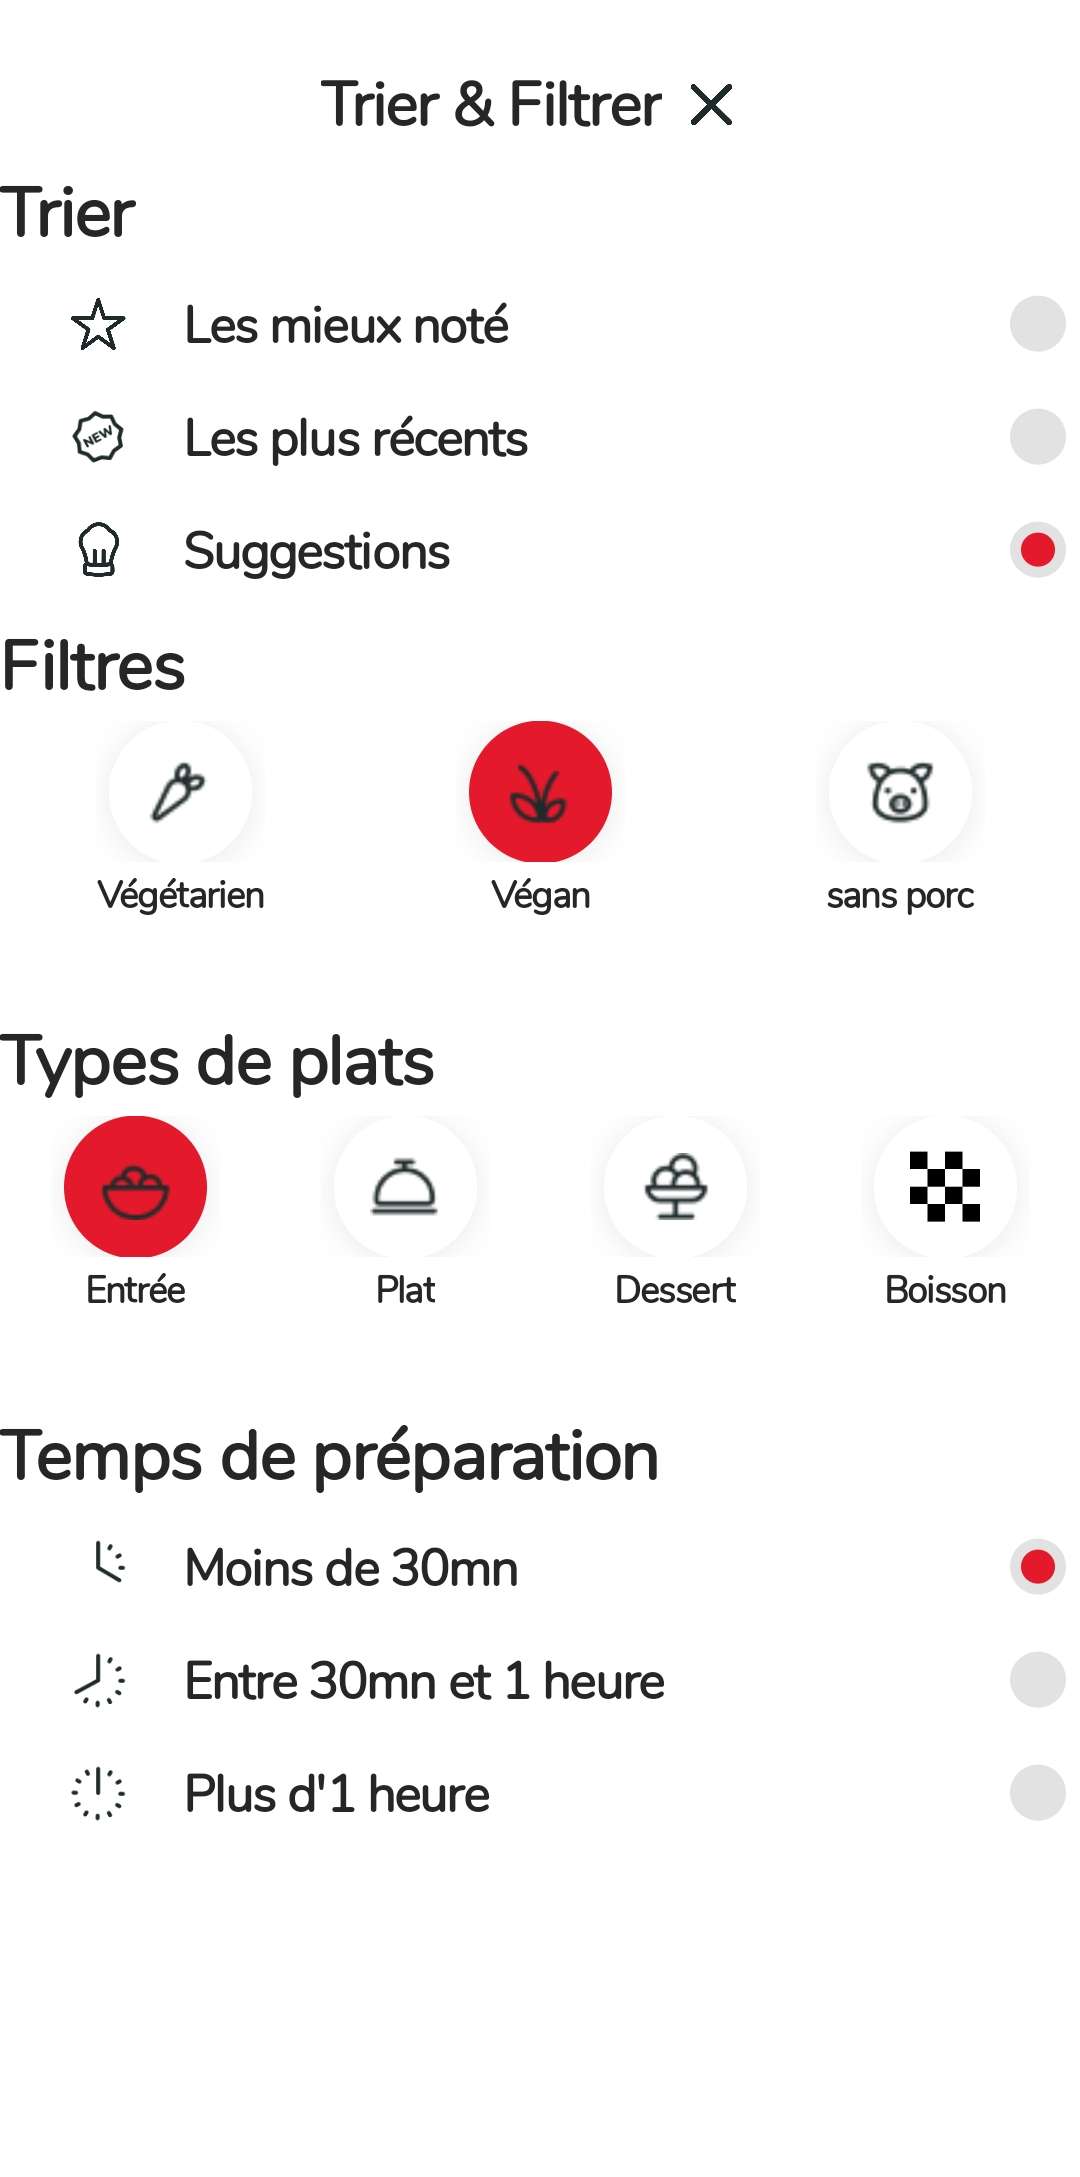 Trier & Filtrer
Trier
Les mieux noté
NEW
Les plus récents
Suggestions
Filtres
Végétarien
Végan
sans porc
Types de plats
Entrée
Plat
Dessert
Boisson
Temps de préparation
Moins de 30mn
Entre 30mn et 1 heure
Plus d'1 heure